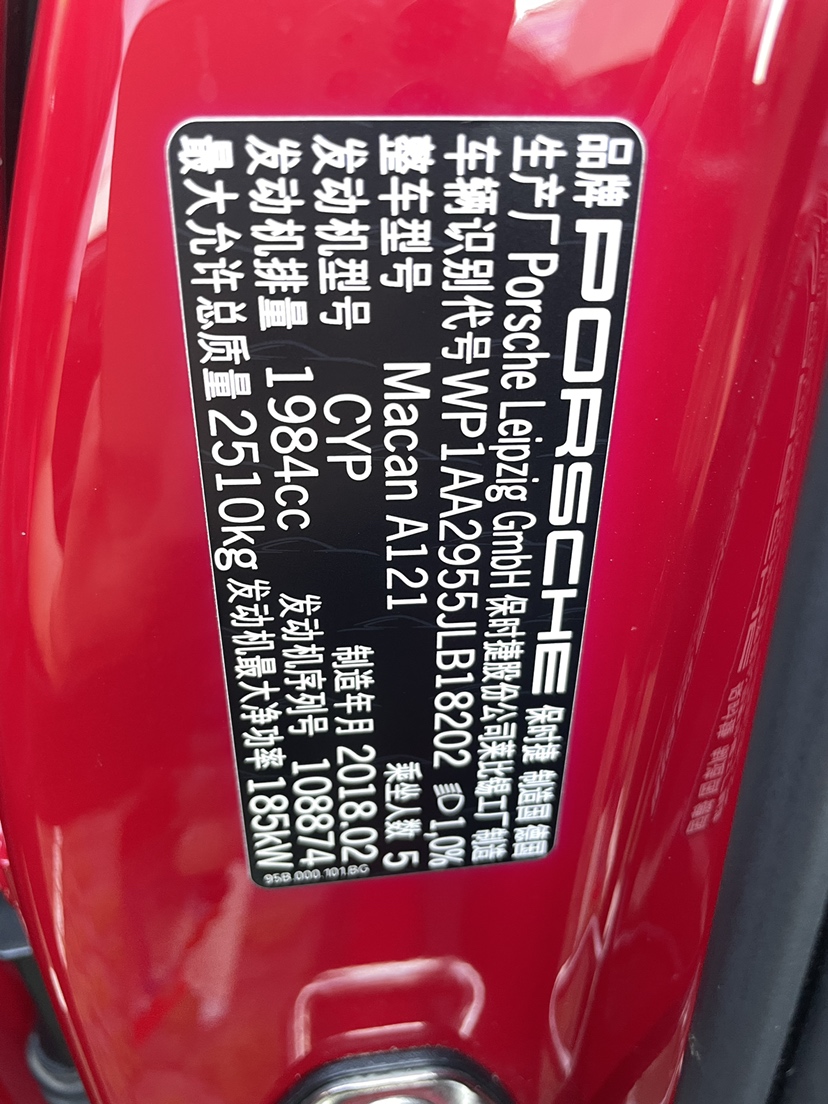 品牌 PORSCHE 保时捷 制造国 德国
生产厂 Porsche Leipzig GmbH 保时捷股份公司莱比锡工厂 制造
车辆识别代号 WP1AA2955JLB18202 1,0%
整车型号 Macan A121 乘坐人数 5
发动机型号 CYP 制造年月 2018.02
发动机排量 1984cc 发动机序列号 108874
最大允许总质量 2510kg 发动机最大净功率 185kW
95B.000.101.BG